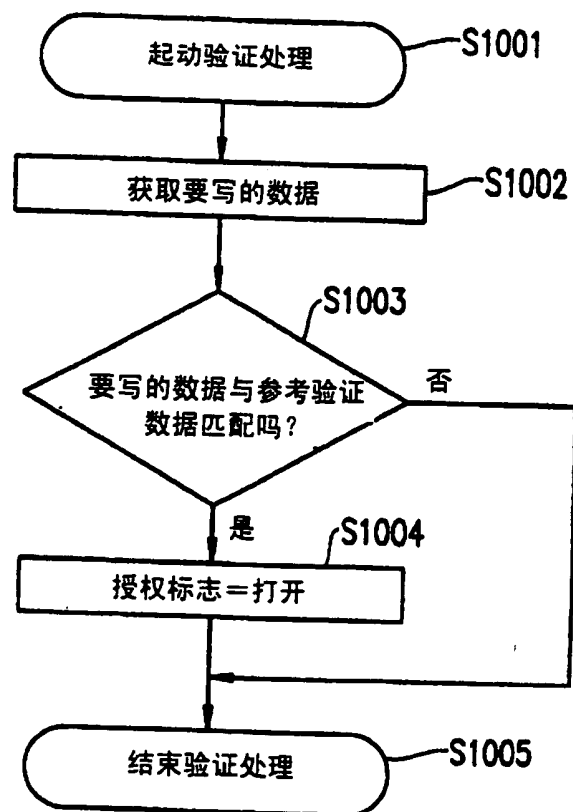 起动验证处理
S1001
获取要写的数据
S1002
S1003
要写的数据与参考验证
数据匹配吗?
否
是
S1004
授权标志=打开
结束验证处理
S1005